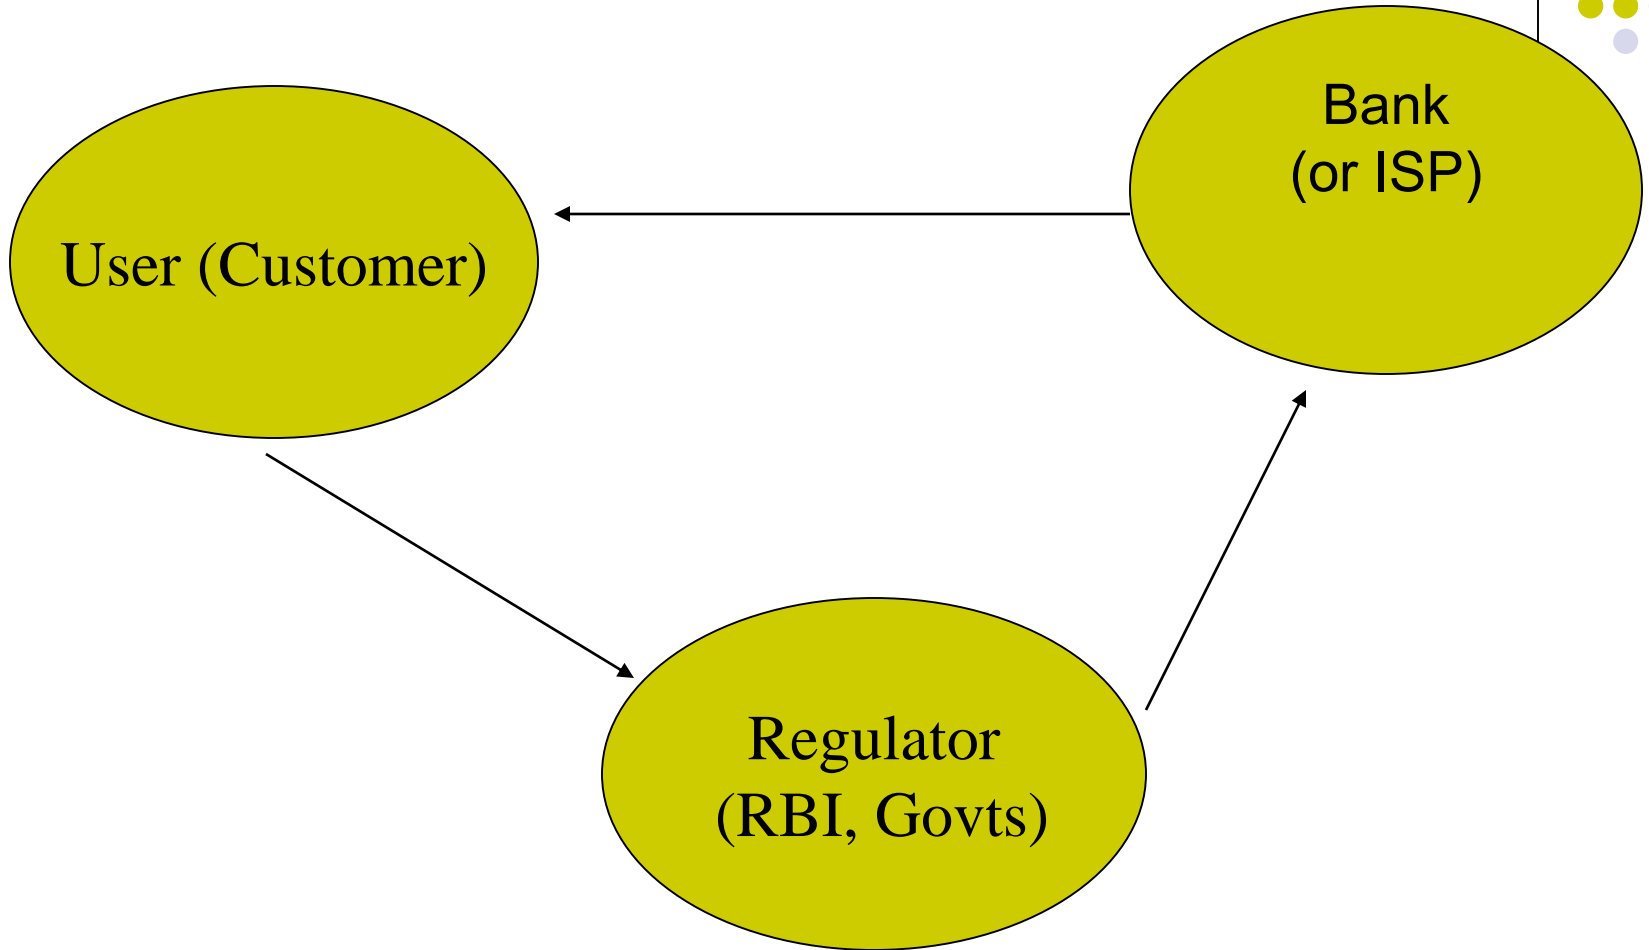 Bank
(or ISP)
User (Customer)
Regulator
(RBI, Govts)